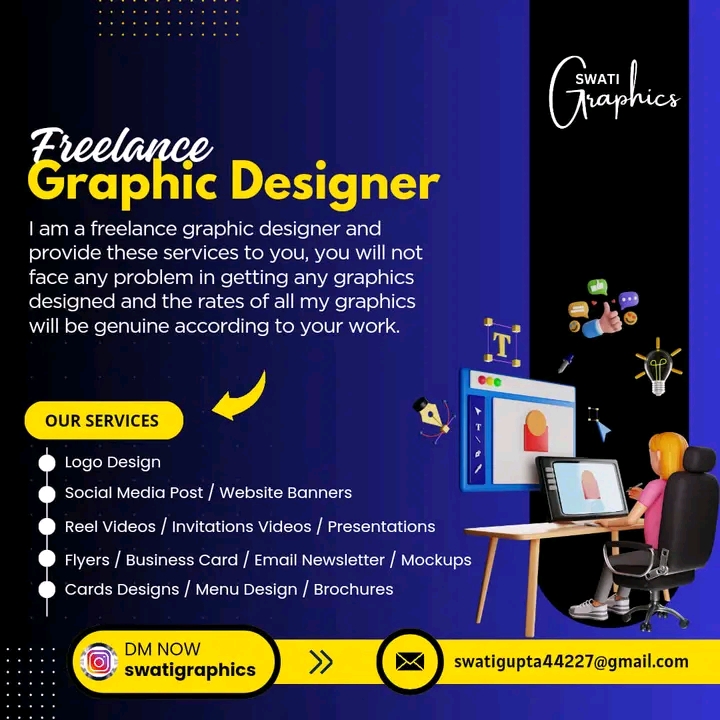 SWATI
Graphics
Freelance
Graphic Designer
I am a freelance graphic designer and
provide these services to you, you will not
face any problem in getting any graphics
designed and the rates of all my graphics
will be genuine according to your work.
T
OUR SERVICES
Logo Design
Social Media Post / Website Banners
Reel Videos / Invitations Videos / Presentations
Flyers / Business Card / Email Newsletter / Mockups
Cards Designs / Menu Design / Brochures
DM NOW
swatigraphics
swatigupta44227@gmail.com